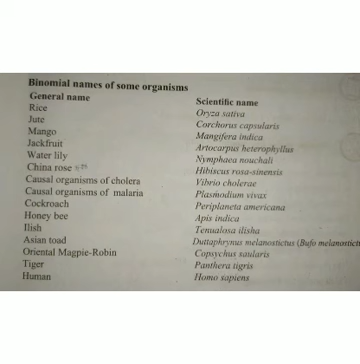 Binomial names of some organisms
General name Scientific name
Rice Oryza sativa
Jute Corchorus capsularis
Mango Mangifera indica
Jackfruit Artocarpus heterophyllus
Water lily Nymphaea nouchali
China rose Hibiscus rosa-sinensis
Causal organisms of cholera Vibrio cholerae
Causal organisms of malaria Plasmodium vivax
Cockroach Periplaneta americana
Honey bee Apis indica
Ilish Tenualosa ilisha
Asian toad Duttaphrynus melanostictus (Bufo melanostich
Oriental Magpie-Robin Copsychus saularis
Tiger Panthera tigris
Human Homo sapiens